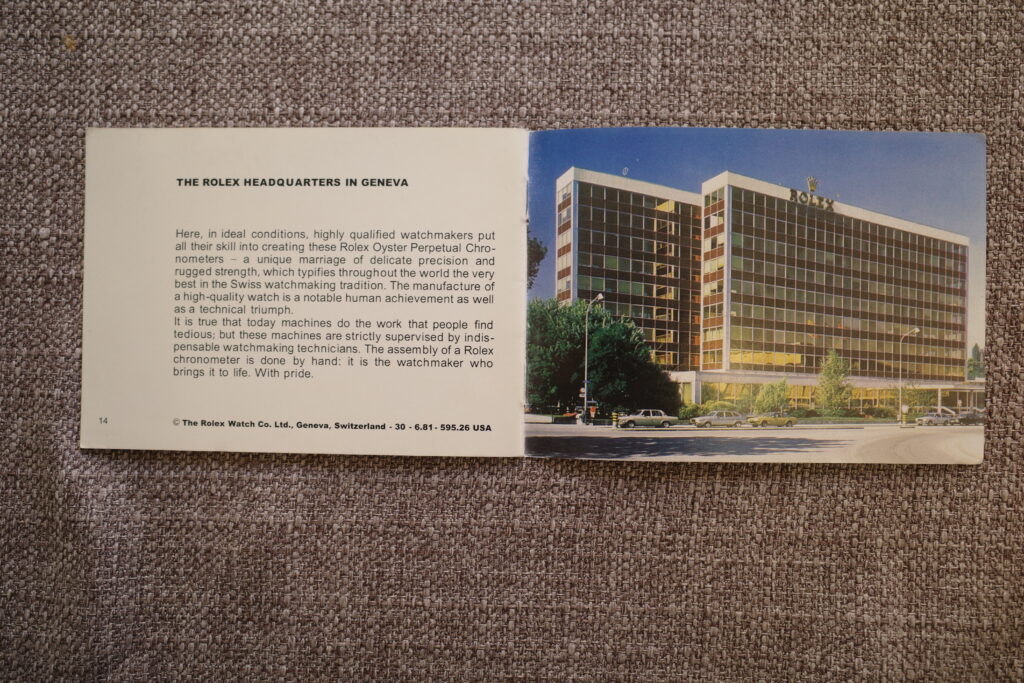 THE ROLEX HEADQUARTERS IN GENEVA
Here, in ideal conditions, highly qualified watchmakers put
all their skill into creating these Rolex Oyster Perpetual Chro-
nometers – a unique marriage of delicate precision and
rugged strength, which typifies throughout the world the very
best in the Swiss watchmaking tradition. The manufacture of
a high-quality watch is a notable human achievement as well
as a technical triumph.
It is true that today machines do the work that people find
tedious; but these machines are strictly supervised by indis-
pensable watchmaking technicians. The assembly of a Rolex
chronometer is done by hand: it is the watchmaker who
brings it to life. With pride.
14
© The Rolex Watch Co. Ltd., Geneva, Switzerland - 30 - 6.81 - 595.26 USA
ROLEX